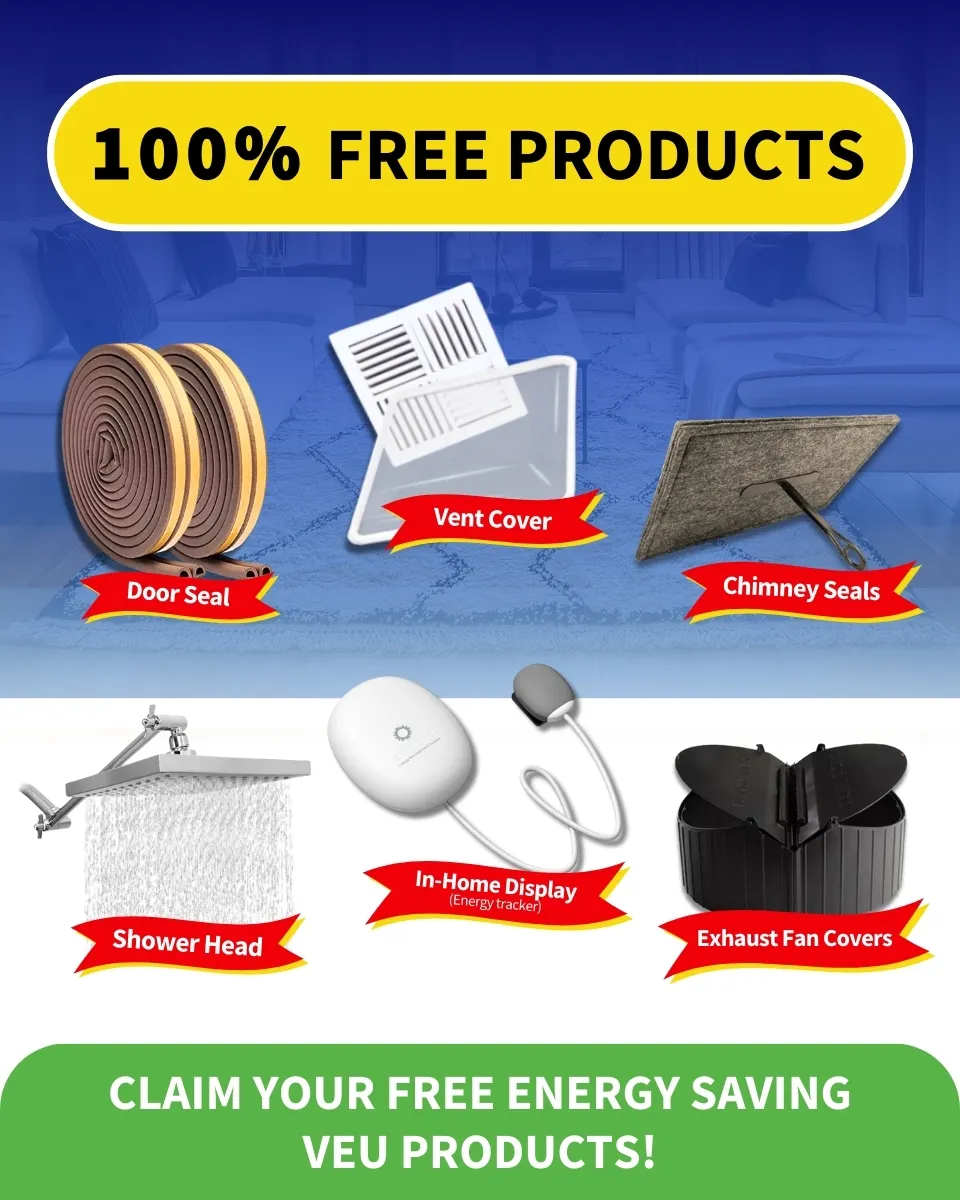 100% FREE PRODUCTS
Vent Cover
Door Seal
Chimney Seals
In-Home Display
(Energy tracker)
Shower Head
Exhaust Fan Covers
CLAIM YOUR FREE ENERGY SAVING
VEU PRODUCTS!